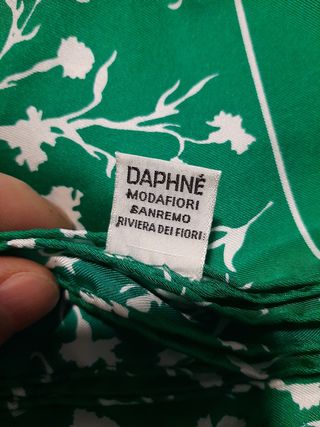 DAPHNÉ
MODAFIORI
SANREMO
RIVIERA DEI FIORI